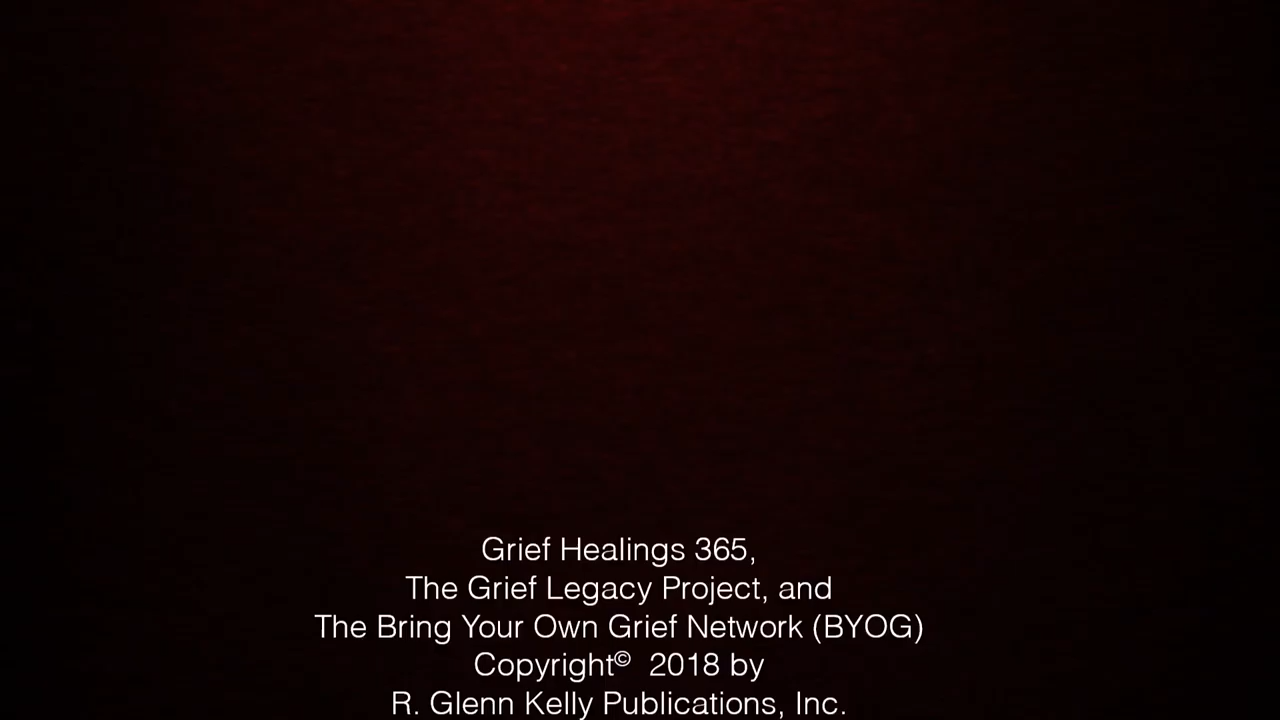 Grief Healings 365,
The Grief Legacy Project, and
The Bring Your Own Grief Network (BYOG)
Copyright© 2018 by
R. Glenn Kelly Publications, Inc.